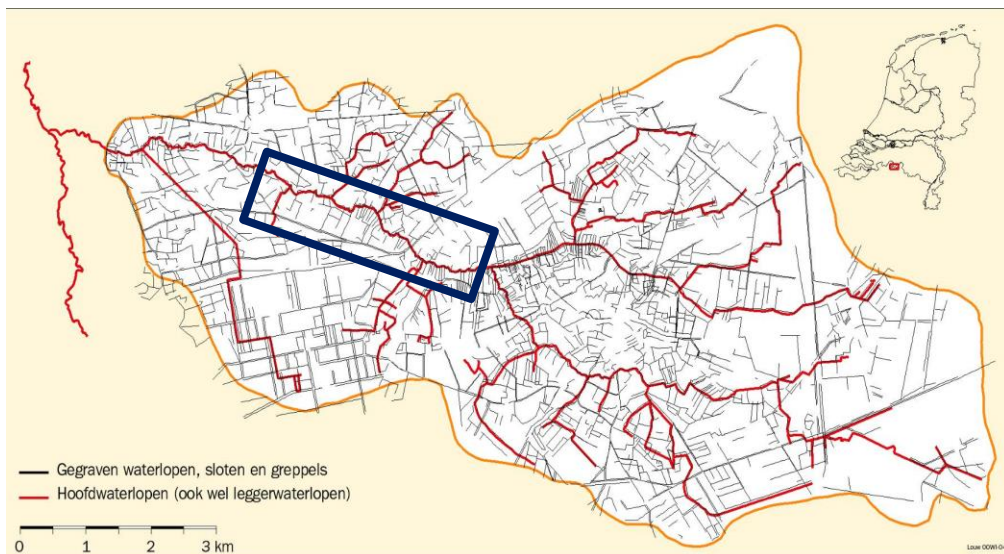 Gegraven waterlopen, sloten en greppels
Hoofdwaterlopen (ook wel leggerwaterlopen)
0 1 2 3 km